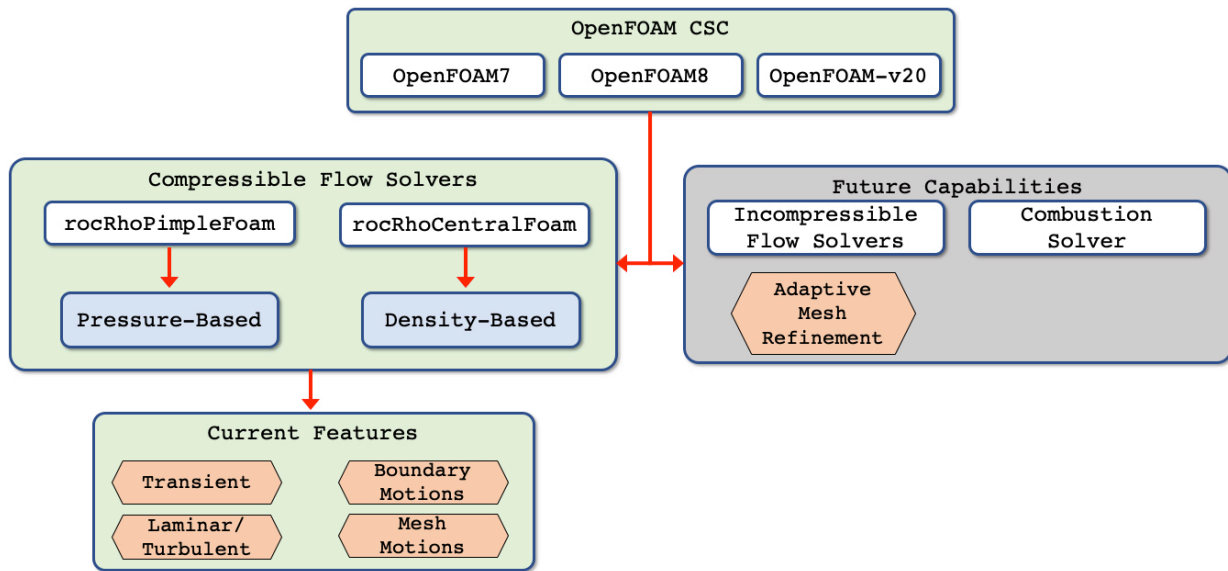 OpenFOAM CSC
OpenFOAM7
OpenFOAM8
OpenFOAM-v20
Compressible Flow Solvers
rocRhoPimpleFoam
rocRhoCentralFoam
Pressure-Based
Density-Based
Future Capabilities
Incompressible
Flow Solvers
Combustion
Solver
Adaptive
Mesh
Refinement
Current Features
Transient
Boundary
Motions
Laminar/
Turbulent
Mesh
Motions